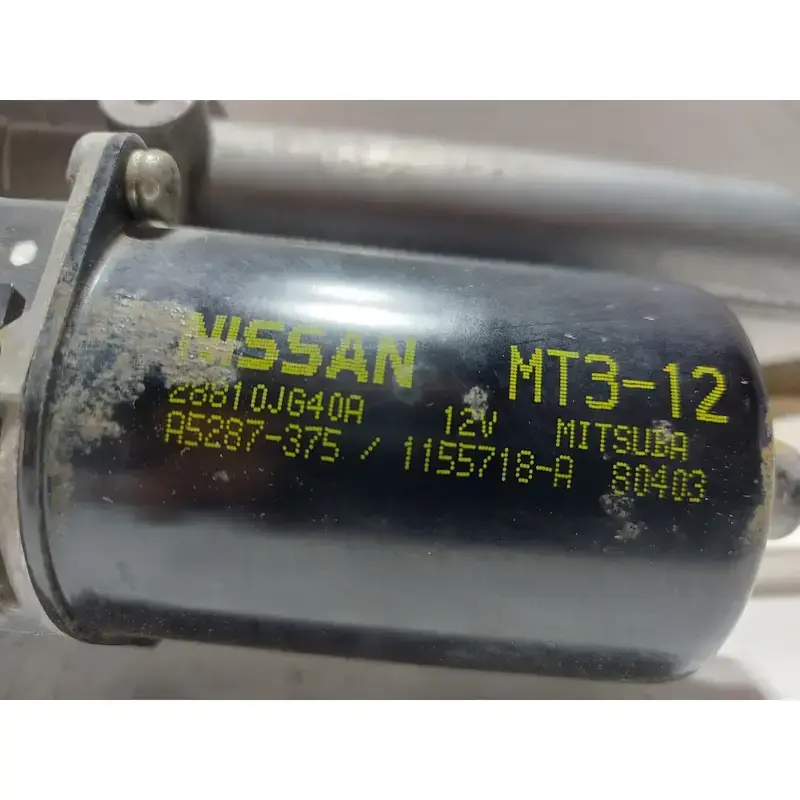 NISSAN MT3-12
28810JG40A 12V MITSUBA
A5287-375 / 1155718-A 80403